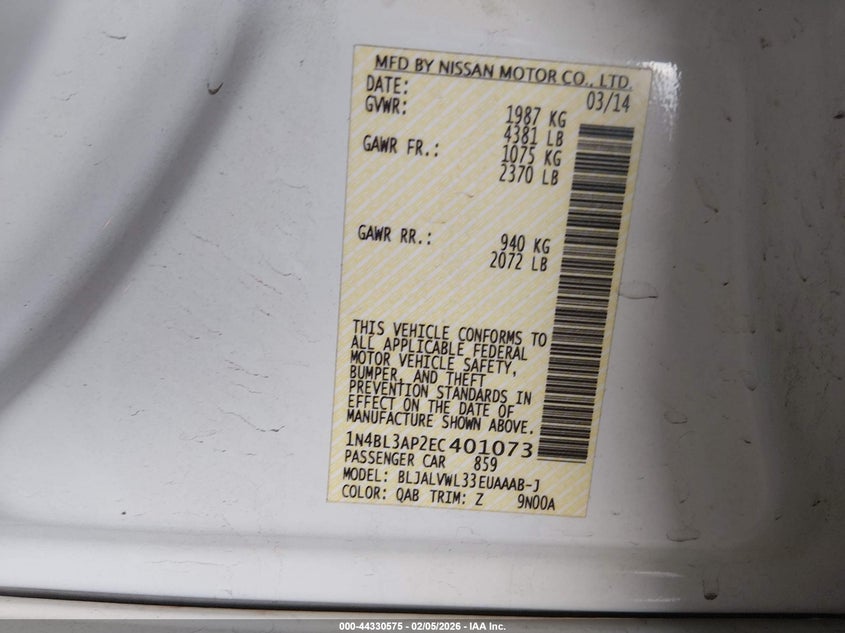 MFD BY NISSAN MOTOR CO., LTD.
DATE: 03/14
GVWR: 1987 KG
4381 LB
GAWR FR.: 1075 KG
2370 LB
GAWR RR.: 940 KG
2072 LB
THIS VEHICLE CONFORMS TO
ALL APPLICABLE FEDERAL
MOTOR VEHICLE SAFETY,
BUMPER, AND THEFT
PREVENTION STANDARDS IN
EFFECT ON THE DATE OF
MANUFACTURE SHOWN ABOVE.
1N4BL3AP2EC401073
PASSENGER CAR 859
MODEL: BLJALVWL33EUAAAB-J
COLOR: QAB TRIM: Z 9N00A
000-44330575 - 02/05/2026 - IAA Inc.